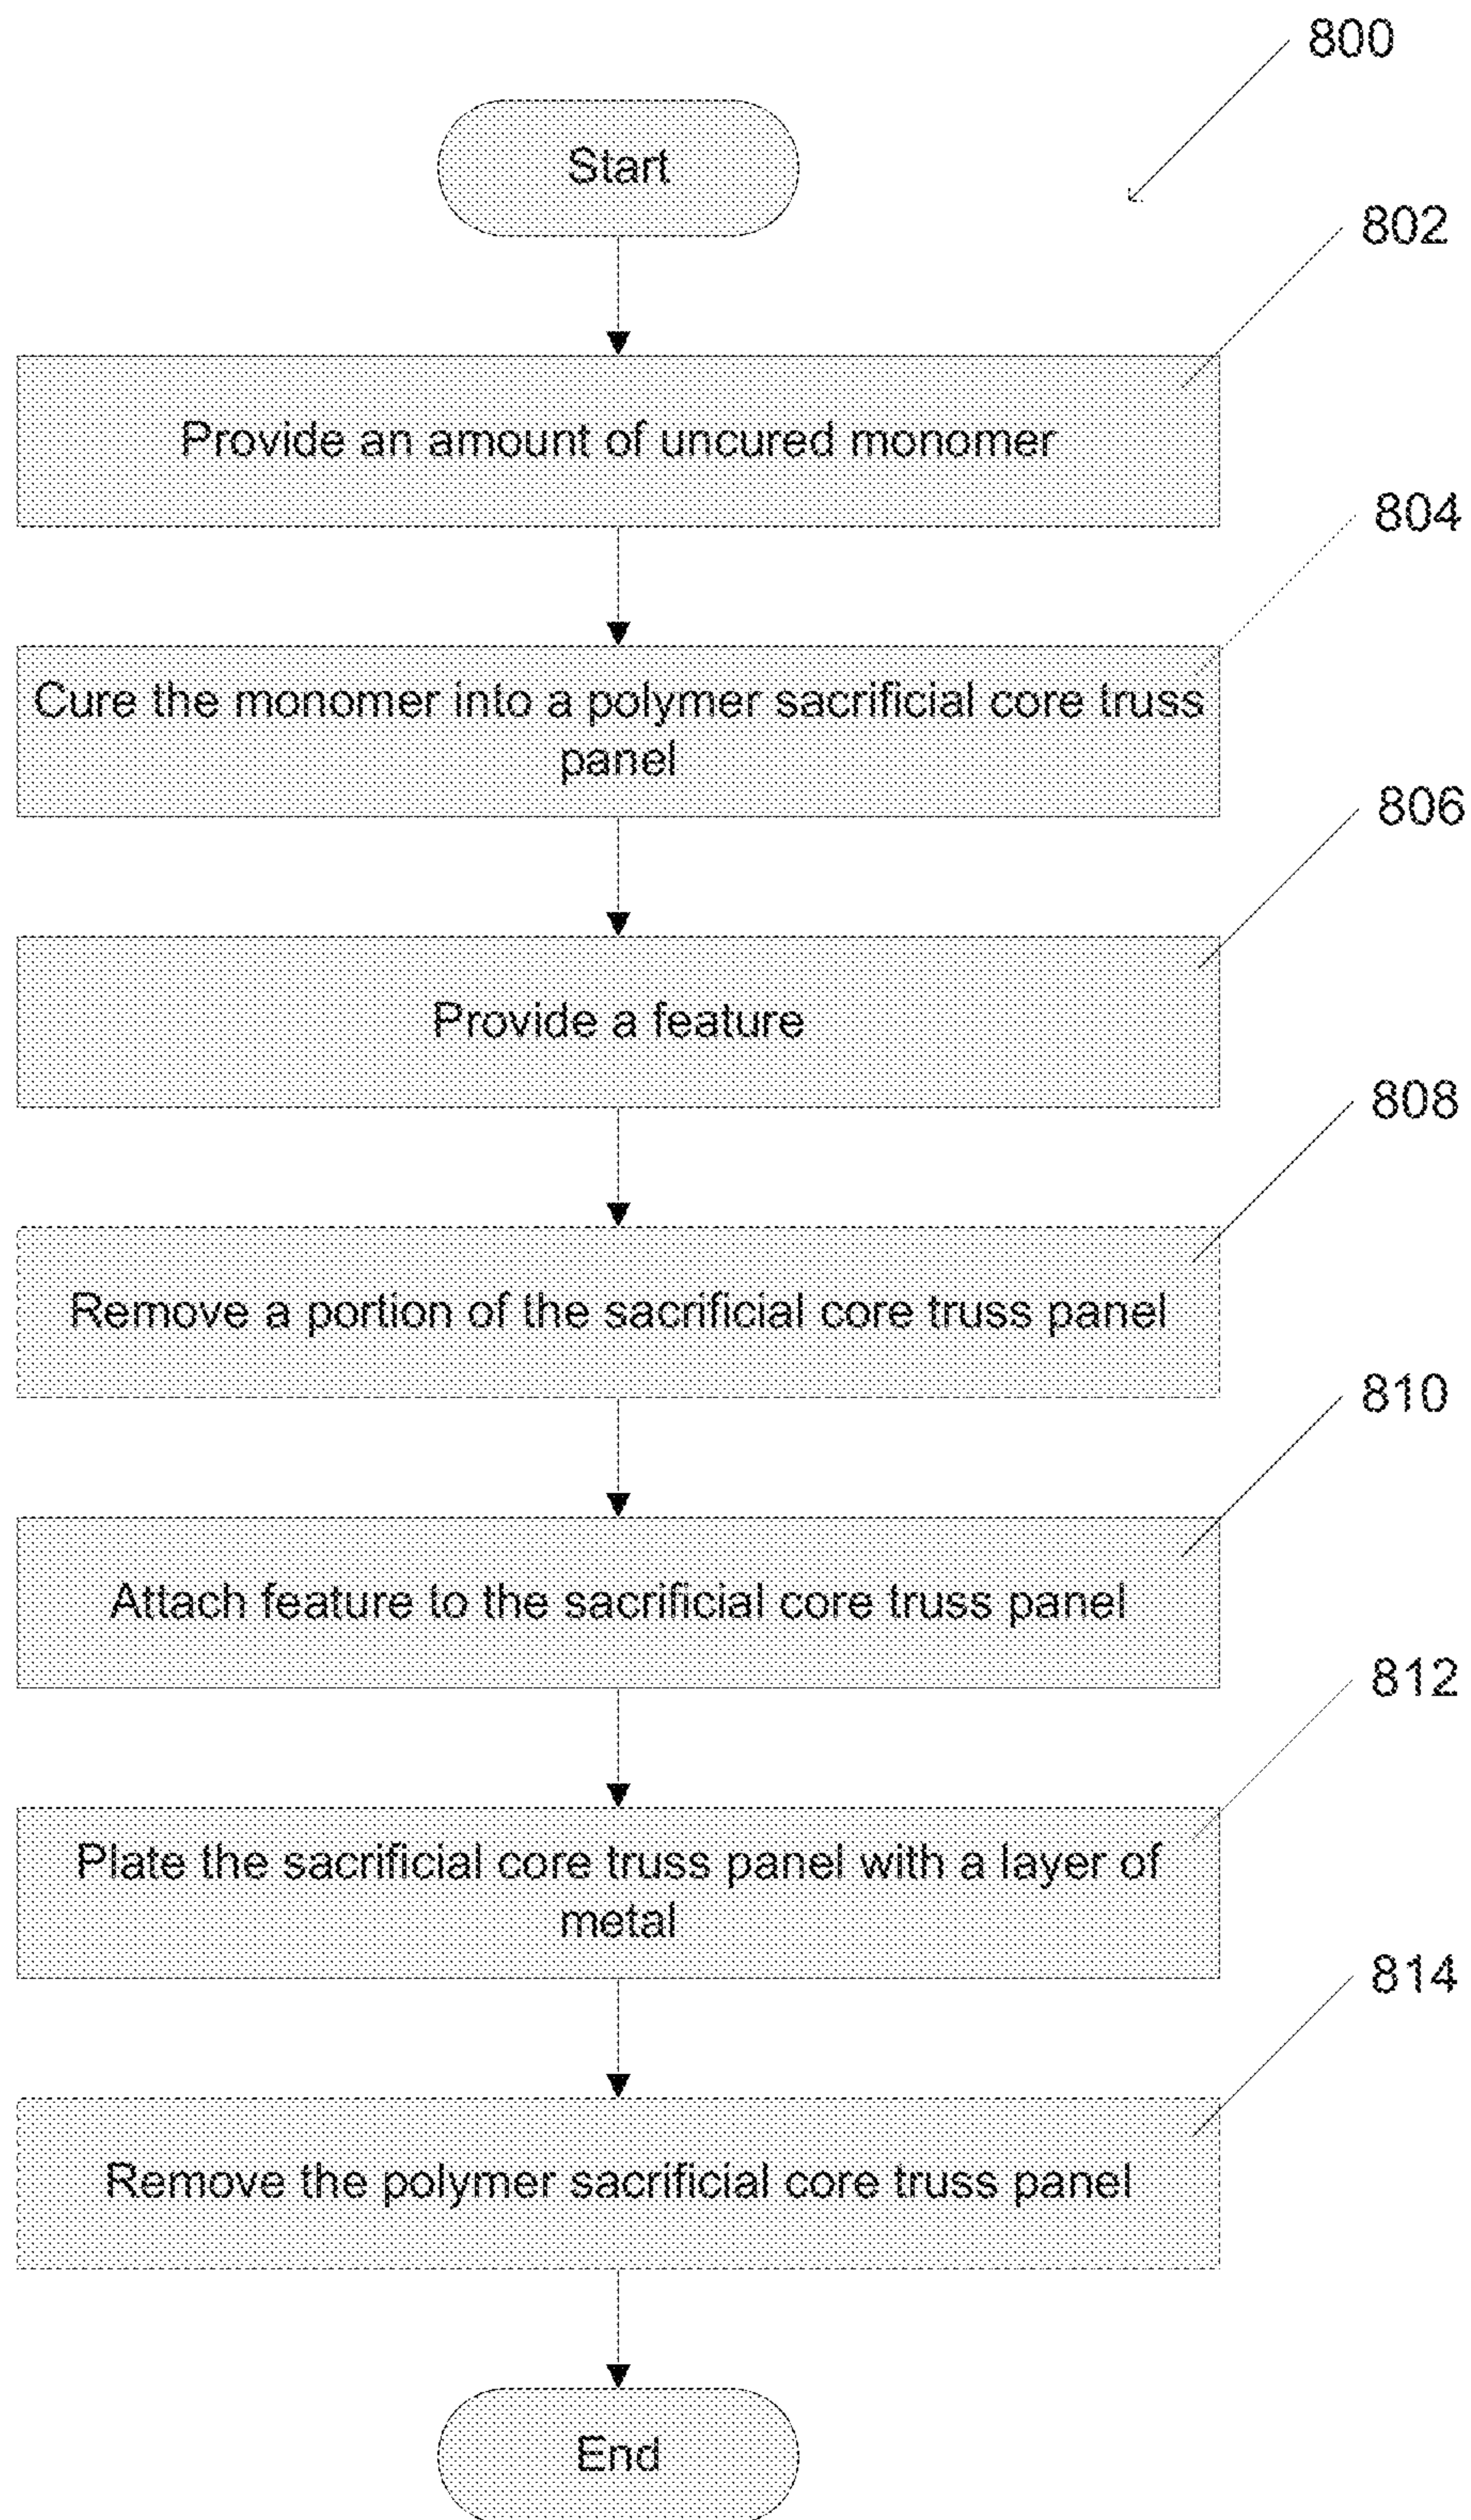 800
Start
802
Provide an amount of uncured monomer
804
Cure the monomer into a polymer sacrificial core truss
panel
806
Provide a feature
808
Remove a portion of the sacrificial core truss panel
810
Attach feature to the sacrificial core truss panel
812
Plate the sacrificial core truss panel with a layer of
metal
814
Remove the polymer sacrificial core truss panel
End